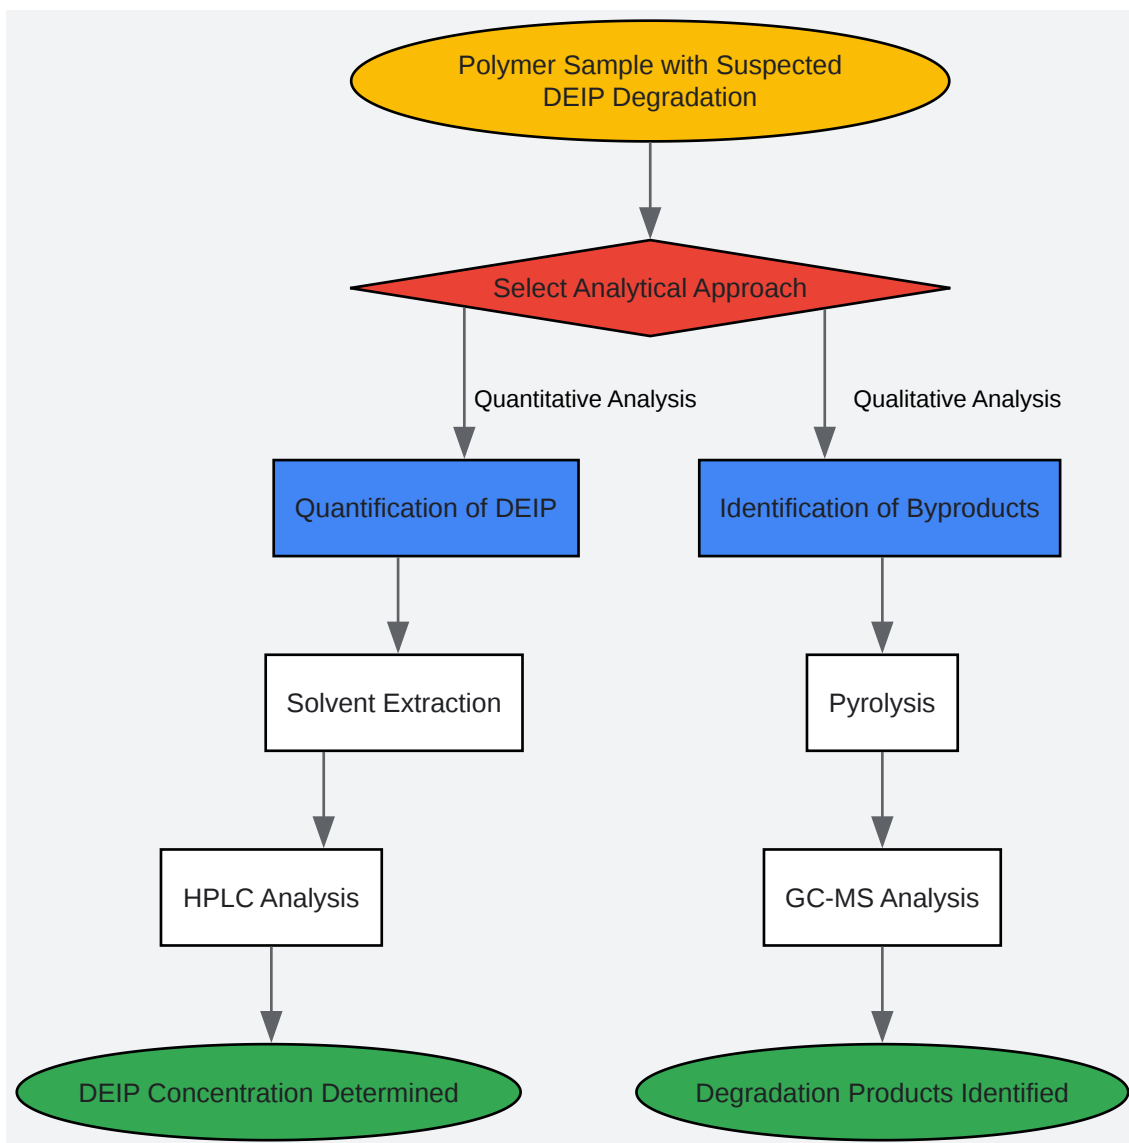 Polymer Sample with Suspected
DEIP Degradation
Select Analytical Approach
Quantitative Analysis
Qualitative Analysis
Quantification of DEIP
Identification of Byproducts
Solvent Extraction
Pyrolysis
HPLC Analysis
GC-MS Analysis
DEIP Concentration Determined
Degradation Products Identified